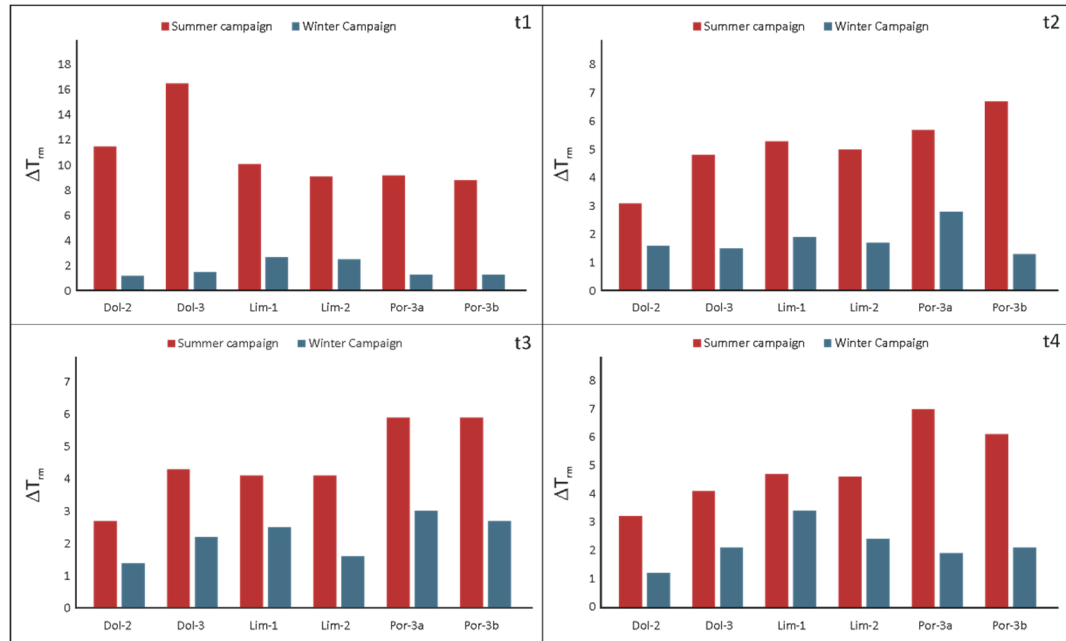 t1
Summer campaign Winter Campaign
18
16
14
12
10
8
6
4
2
0
ΔTrm
Dol-2 Dol-3 Lim-1 Lim-2 Por-3a Por-3b
t2
Summer campaign Winter Campaign
8
7
6
5
4
3
2
1
0
ΔTrm
Dol-2 Dol-3 Lim-1 Lim-2 Por-3a Por-3b
t3
Summer campaign Winter Campaign
7
6
5
4
3
2
1
0
ΔTrm
Dol-2 Dol-3 Lim-1 Lim-2 Por-3a Por-3b
t4
Summer campaign Winter Campaign
8
7
6
5
4
3
2
1
0
ΔTrm
Dol-2 Dol-3 Lim-1 Lim-2 Por-3a Por-3b